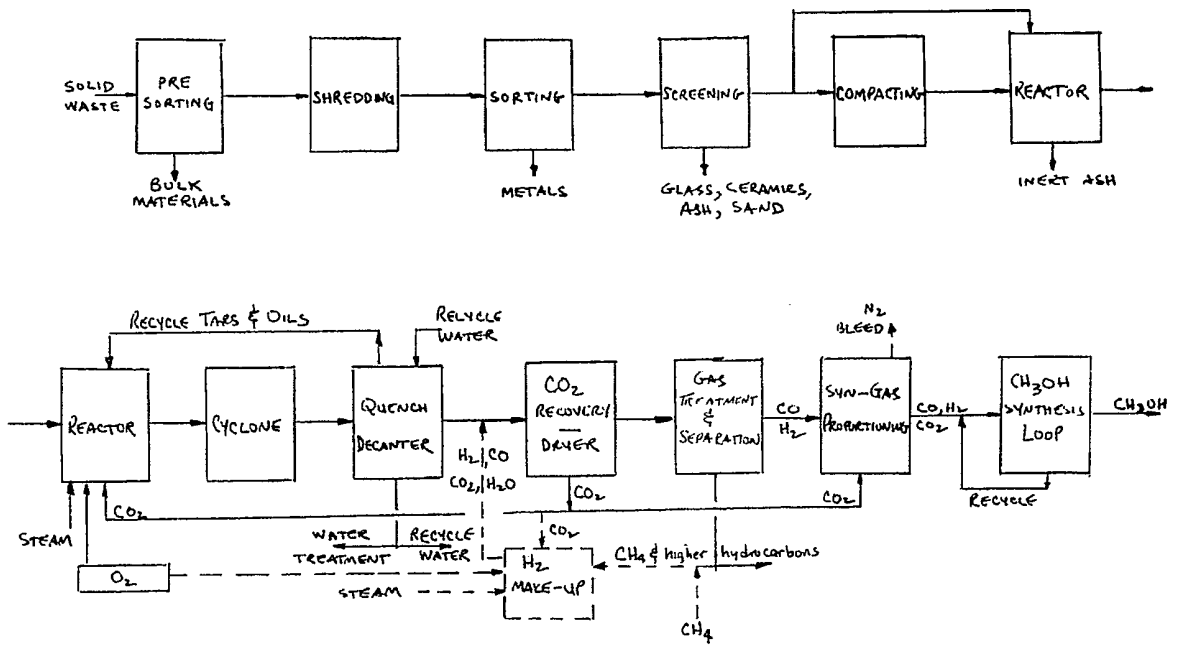 SOLID
WASTE
PRE
SORTING
SHREDDING
SORTING
SCREENING
COMPACTING
REACTOR
BULK
MATERIALS
METALS
GLASS, CERAMICS,
ASH, SAND
INERT ASH
RECYCLE TARS & OILS
RELYCLE
WATER
N2
BLEED
REACTOR
CYCLONE
QUENCH
DECANTER
CO2
RECOVERY
DRYER
GAS
TREATMENT
&
SEPARATION
CO
H2
SYN-GAS
PROPORTIONING
CO,H2
CO2
CH3OH
SYNTHESIS
LOOP
CH3OH
RECYCLE
H2,CO
CO2,H2O
CO2
CO2
CO2
STEAM
WATER
TREATMENT
RECYCLE
WATER
CO2
O2
H2
MAKE-UP
STEAM
CH4 & higher hydrocarbons
CH4